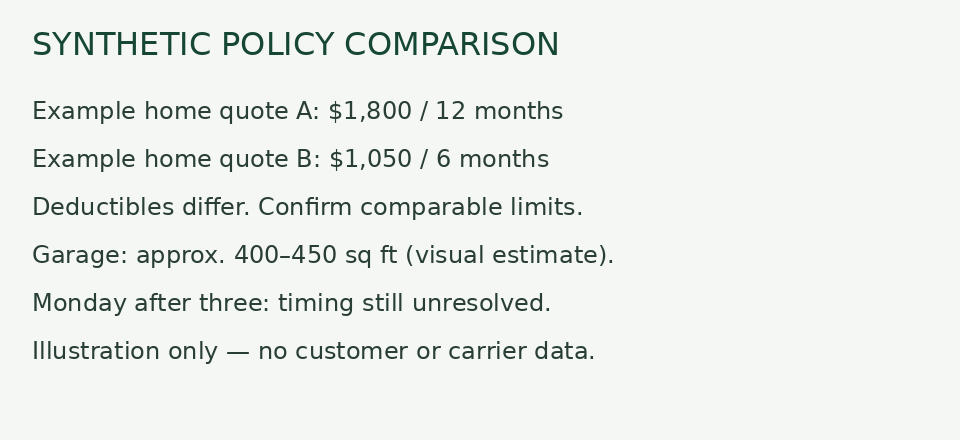 SYNTHETIC POLICY COMPARISON
Example home quote A: $1,800 / 12 months
Example home quote B: $1,050 / 6 months
Deductibles differ. Confirm comparable limits.
Garage: approx. 400–450 sq ft (visual estimate).
Monday after three: timing still unresolved.
Illustration only — no customer or carrier data.